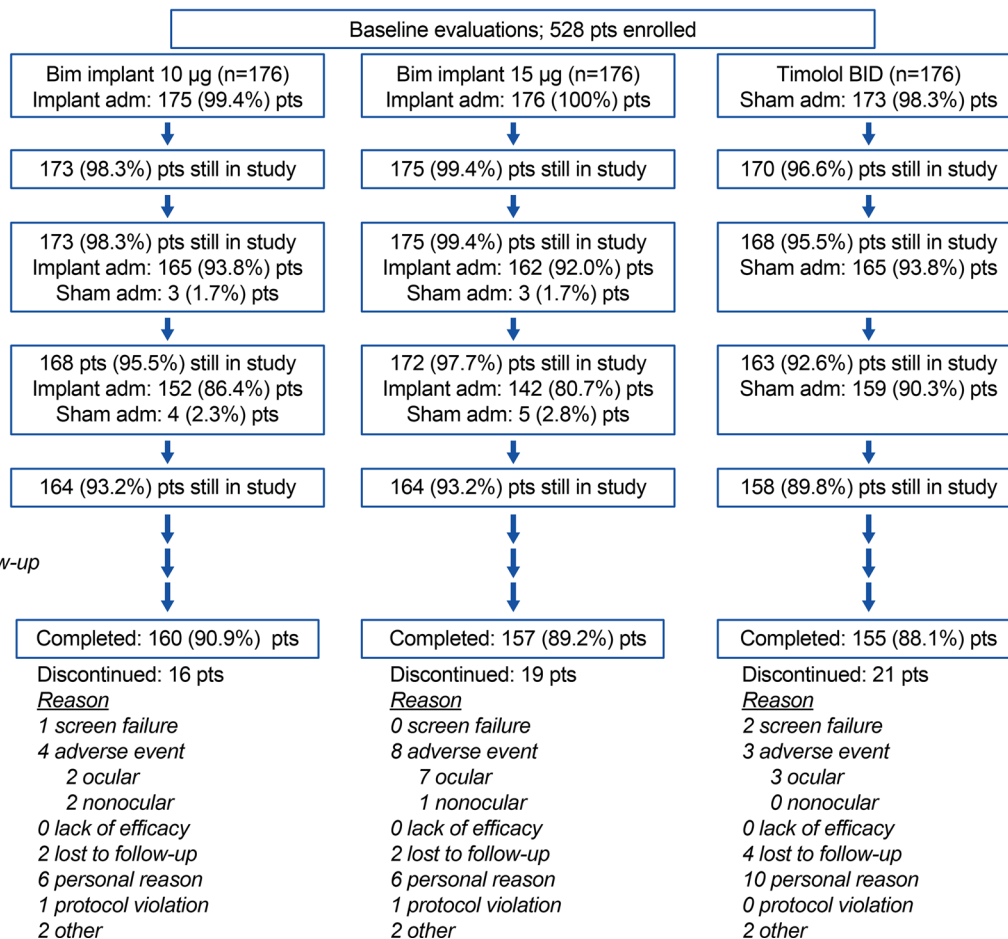 Baseline evaluations; 528 pts enrolled
Bim implant 10 µg (n=176)
Implant adm: 175 (99.4%) pts
173 (98.3%) pts still in study
173 (98.3%) pts still in study
Implant adm: 165 (93.8%) pts
Sham adm: 3 (1.7%) pts
168 pts (95.5%) still in study
Implant adm: 152 (86.4%) pts
Sham adm: 4 (2.3%) pts
164 (93.2%) pts still in study
w-up
Completed: 160 (90.9%) pts
Discontinued: 16 pts
Reason
1 screen failure
4 adverse event
2 ocular
2 nonocular
0 lack of efficacy
2 lost to follow-up
6 personal reason
1 protocol violation
2 other
Bim implant 15 µg (n=176)
Implant adm: 176 (100%) pts
175 (99.4%) pts still in study
175 (99.4%) pts still in study
Implant adm: 162 (92.0%) pts
Sham adm: 3 (1.7%) pts
172 (97.7%) pts still in study
Implant adm: 142 (80.7%) pts
Sham adm: 5 (2.8%) pts
164 (93.2%) pts still in study
Completed: 157 (89.2%) pts
Discontinued: 19 pts
Reason
0 screen failure
8 adverse event
7 ocular
1 nonocular
0 lack of efficacy
2 lost to follow-up
6 personal reason
1 protocol violation
2 other
Timolol BID (n=176)
Sham adm: 173 (98.3%) pts
170 (96.6%) pts still in study
168 (95.5%) pts still in study
Sham adm: 165 (93.8%) pts
163 (92.6%) pts still in study
Sham adm: 159 (90.3%) pts
158 (89.8%) pts still in study
Completed: 155 (88.1%) pts
Discontinued: 21 pts
Reason
2 screen failure
3 adverse event
3 ocular
0 nonocular
0 lack of efficacy
4 lost to follow-up
10 personal reason
0 protocol violation
2 other